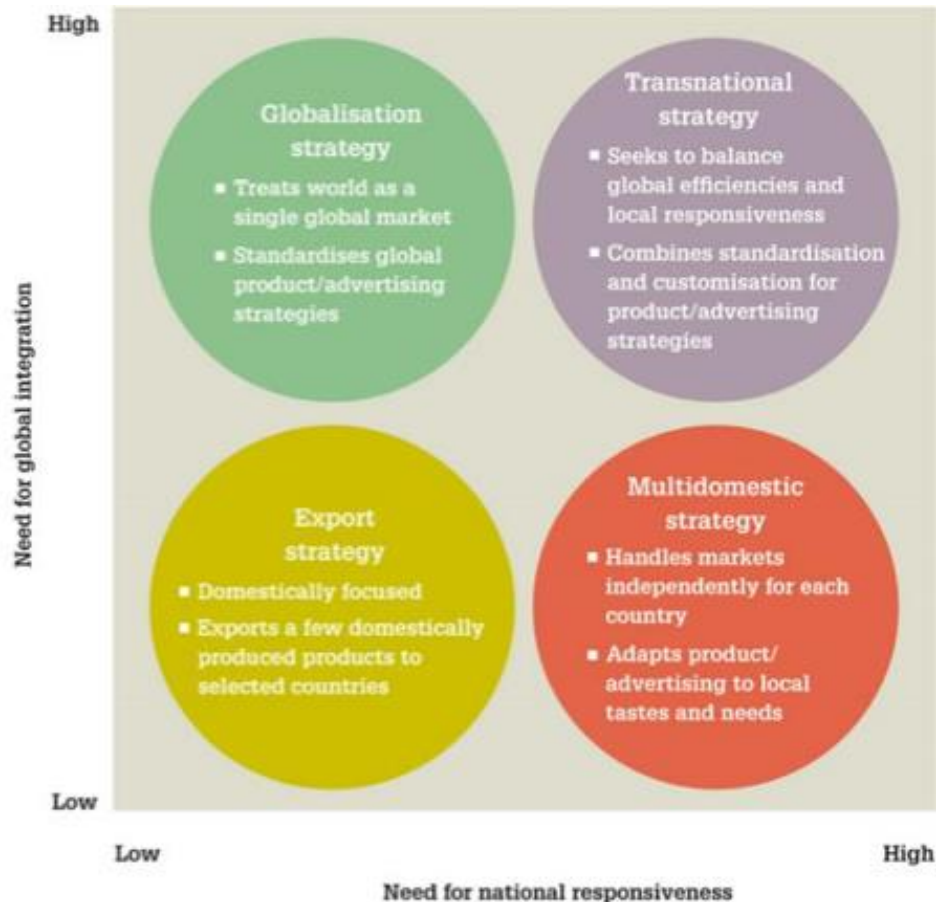 High
Globalisation
strategy
▪ Treats world as a
single global market
▪ Standardises global
product/advertising
strategies
Transnational
strategy
▪ Seeks to balance
global efficiencies and
local responsiveness
▪ Combines standardisation
and customisation for
product/advertising
strategies
Need for global integration
Export
strategy
▪ Domestically focused
▪ Exports a few domestically
produced products to
selected countries
Multidomestic
strategy
▪ Handles markets
independently for each
country
▪ Adapts product/
advertising to local
tastes and needs
Low
Low
High
Need for national responsiveness